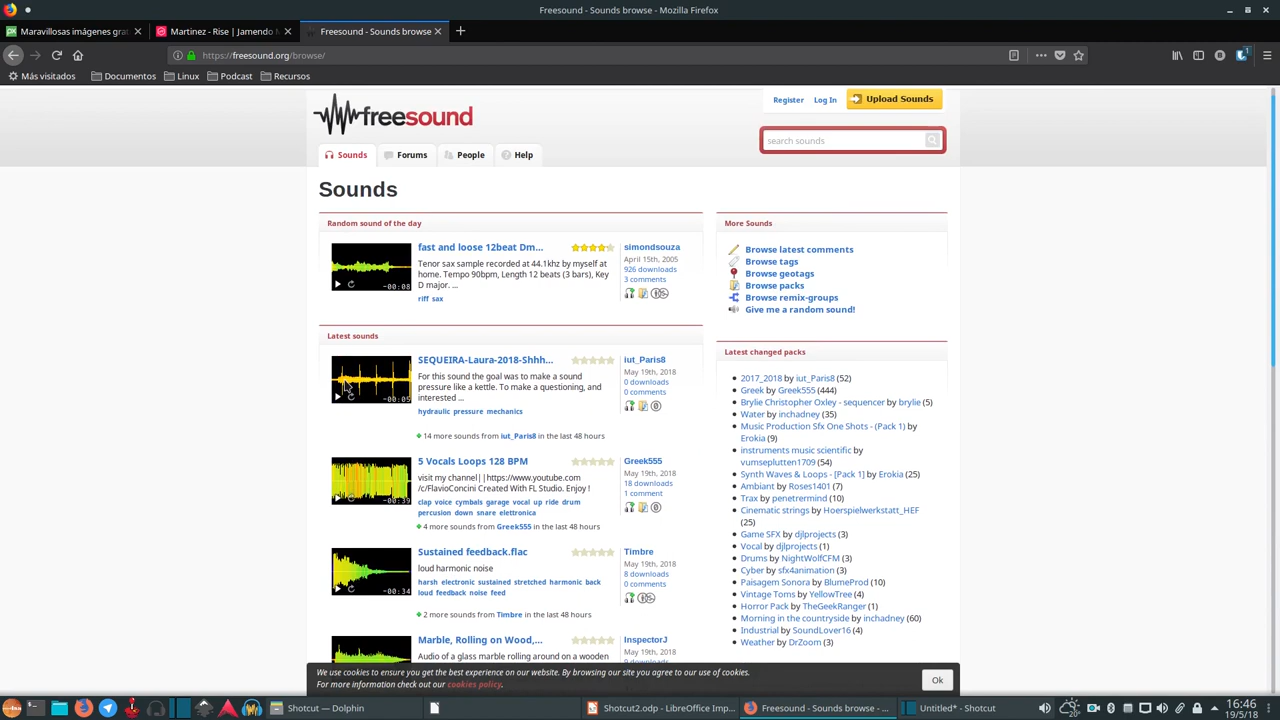 Freesound - Sounds browse - Mozilla Firefox
Maravillosas imágenes grat
Martinez - Rise | Jamendo M
Freesound - Sounds browse
https://freesound.org/browse/
Más visitados Documentos Linux Podcast Recursos
Register Log In Upload Sounds
freesound
search sounds
Sounds Forums People Help
Sounds
Random sound of the day
fast and loose 12beat Dm...
Tenor sax sample recorded at 44.1khz by myself at
home. Tempo 90bpm, Length 12 beats (3 bars), Key
D major. ...
riff sax
-00:08
simondsouza
April 15th, 2005
926 downloads
3 comments
Latest sounds
SEQUEIRA-Laura-2018-Shhh...
For this sound the goal was to make a sound
pressure like a kettle. To make a questioning, and
interested ...
hydraulic pressure mechanics
-00:05
iut_Paris8
May 19th, 2018
0 downloads
0 comments
14 more sounds from iut_Paris8 in the last 48 hours
5 Vocals Loops 128 BPM
visit my channel||https://www.youtube.com
/c/FlavioConcini Created With FL Studio. Enjoy !
clap voice cymbals garage vocal up ride drum
percusion down snare elettronica
-00:39
Greek555
May 19th, 2018
18 downloads
1 comment
4 more sounds from Greek555 in the last 48 hours
Sustained feedback.flac
loud harmonic noise
harsh electronic sustained stretched harmonic back
loud feedback noise feed
-00:34
Timbre
May 19th, 2018
8 downloads
0 comments
2 more sounds from Timbre in the last 48 hours
Marble, Rolling on Wood,...
Audio of a glass marble rolling around on a wooden
InspectorJ
May 19th, 2018
9 downloads
More Sounds
Browse latest comments
Browse tags
Browse geotags
Browse packs
Browse remix-groups
Give me a random sound!
Latest changed packs
2017_2018 by iut_Paris8 (52)
Greek by Greek555 (444)
Brylie Christopher Oxley - sequencer by brylie (5)
Water by inchadney (35)
Music Production Sfx One Shots - (Pack 1) by
Erokia (9)
instruments music scientific by
vumseplutten1709 (54)
Synth Waves & Loops - [Pack 1] by Erokia (25)
Ambiant by Roses1401 (7)
Trax by penetrermind (10)
Cinematic strings by Hoerspielwerkstatt_HEF
(25)
Game SFX by djlprojects (3)
Vocal by djlprojects (1)
Drums by NightWolfCFM (3)
Cyber by sfx4animation (3)
Paisagem Sonora by BlumeProd (10)
Vintage Toms by YellowTree (4)
Horror Pack by TheGeekRanger (1)
Morning in the countryside by inchadney (60)
Industrial by SoundLover16 (4)
Weather by DrZoom (3)
We use cookies to ensure you get the best experience on our website. By browsing our site you agree to our use of cookies.
For more information check out our cookies policy.
Ok
Shotcut — Dolphin
Shotcut2.odp - LibreOffice Imp...
Freesound - Sounds browse - ...
Untitled* - Shotcut
20°
16:46
19/5/18